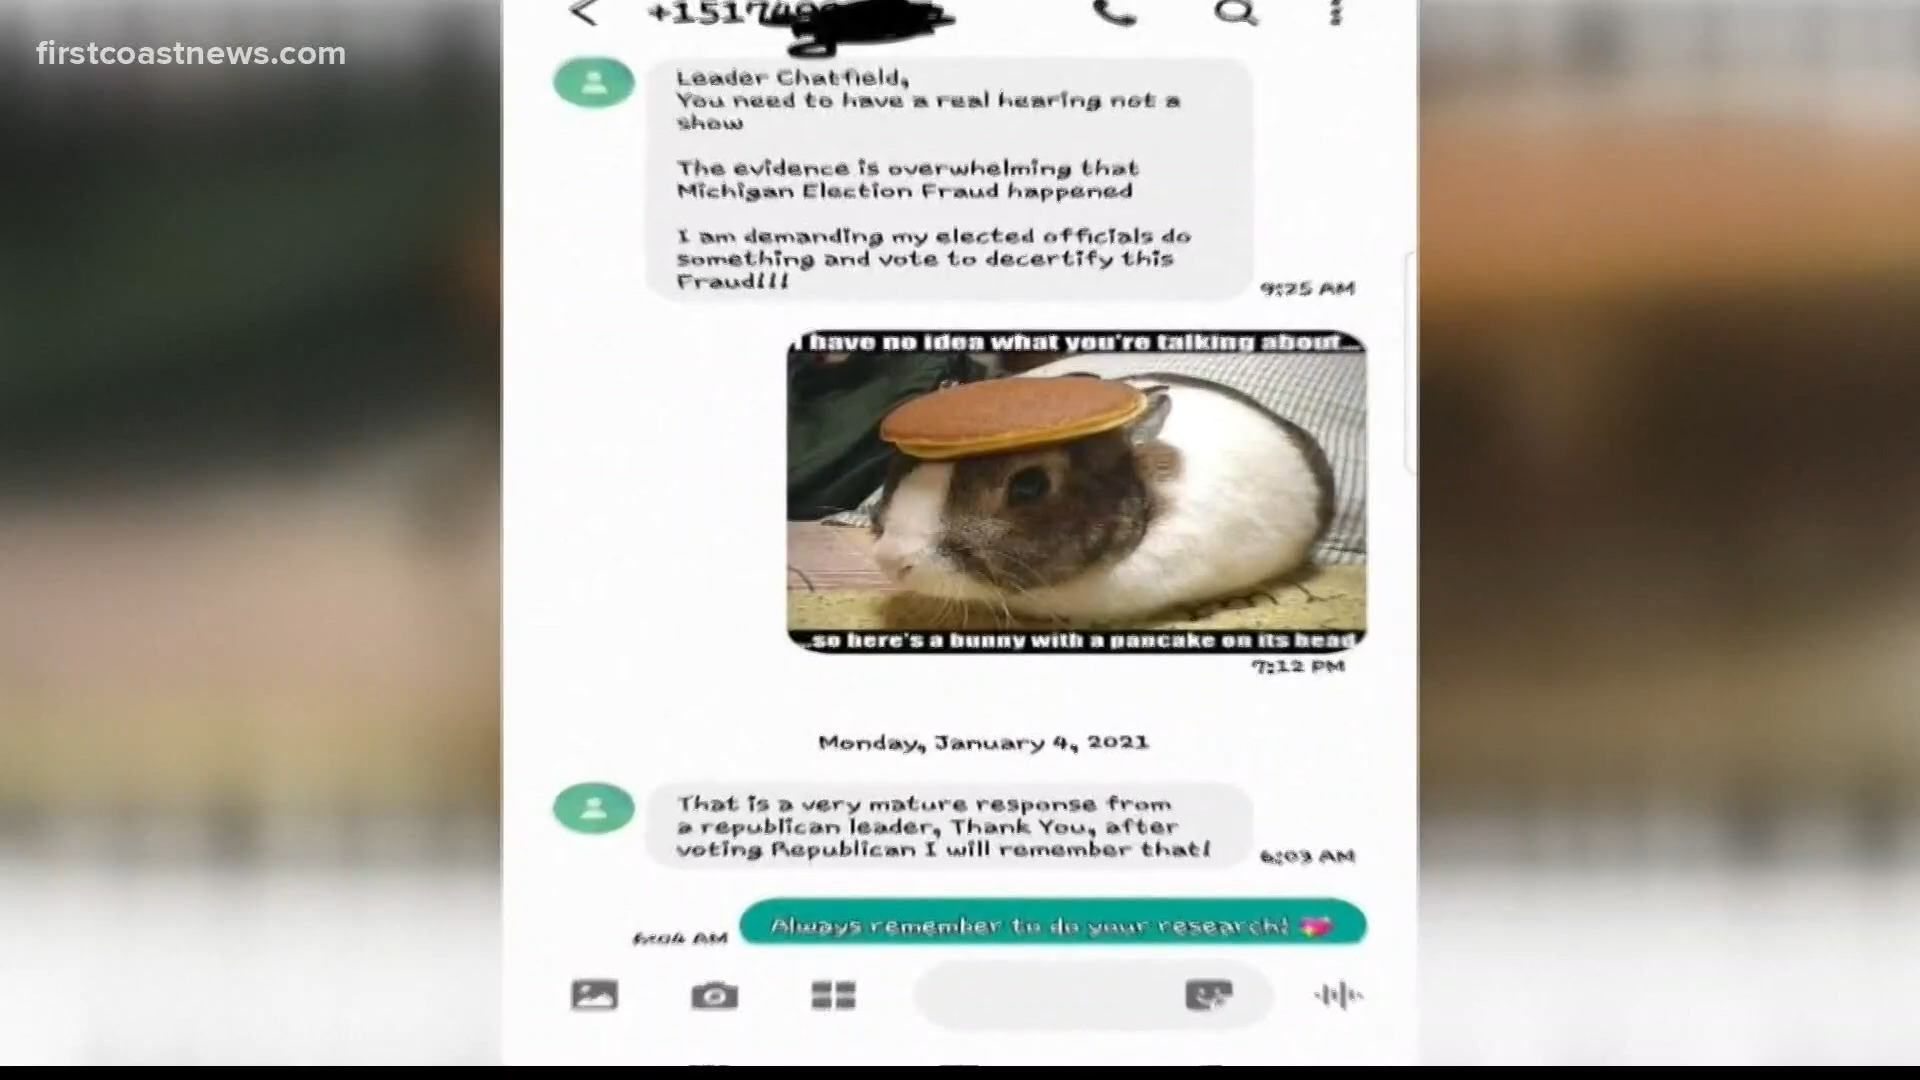 firstcoastnews.com
Leader Chatfield,
You need to have a real hearing not a
show
The evidence is overwhelming that
Michigan Election Fraud happened
I am demanding my elected officials do
something and vote to decertify this
Fraud!!!
9:25 AM
I have no idea what you're talking about...
...so here's a bunny with a pancake on its head
7:12 PM
Monday, January 4, 2021
That is a very mature response from
a republican leader, Thank You, after
voting Republican I will remember that!
6:03 AM
Always remember to do your research! 💝
6:04 AM